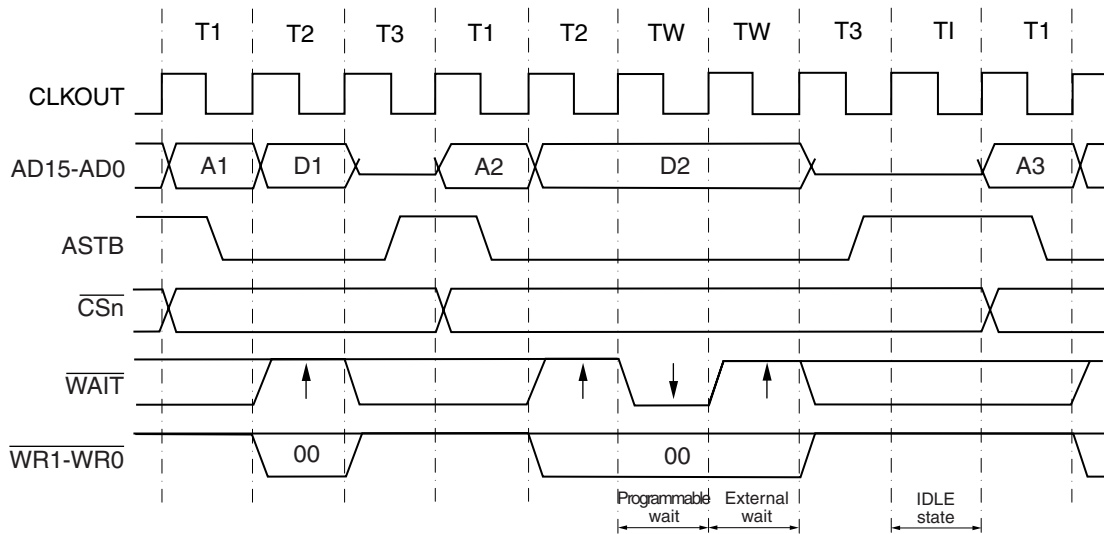 T1 T2 T3 T1 T2 TW TW T3 TI T1
CLKOUT
AD15-AD0 A1 D1 A2 D2 A3
ASTB
CSn
WAIT
WR1-WR0 00 00
Programmable wait External wait IDLE state